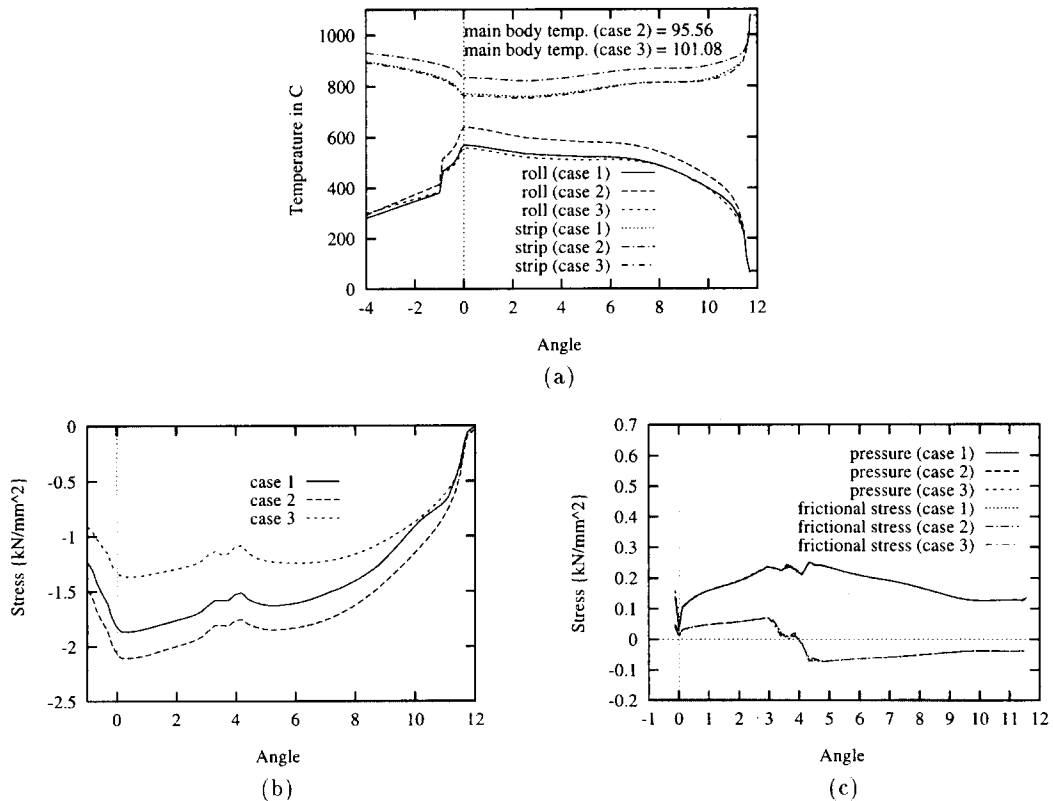 1000
800
600
400
200
0
Temperature in C
main body temp. (case 2) = 95.56
main body temp. (case 3) = 101.08
roll (case 1)
roll (case 2)
roll (case 3)
strip (case 1)
strip (case 2)
strip (case 3)
-4 -2 0 2 4 6 8 10 12
Angle
(a)
0
-0.5
-1
-1.5
-2
-2.5
Stress {kN/mm^2}
case 1
case 2
case 3
0 2 4 6 8 10 12
Angle
(b)
0.7
0.6
0.5
0.4
0.3
0.2
0.1
0
-0.1
-0.2
Stress {kN/mm^2}
pressure (case 1)
pressure (case 2)
pressure (case 3)
frictional stress (case 1)
frictional stress (case 2)
frictional stress (case 3)
-1 0 1 2 3 4 5 6 7 8 9 10 11 12
Angle
(c)